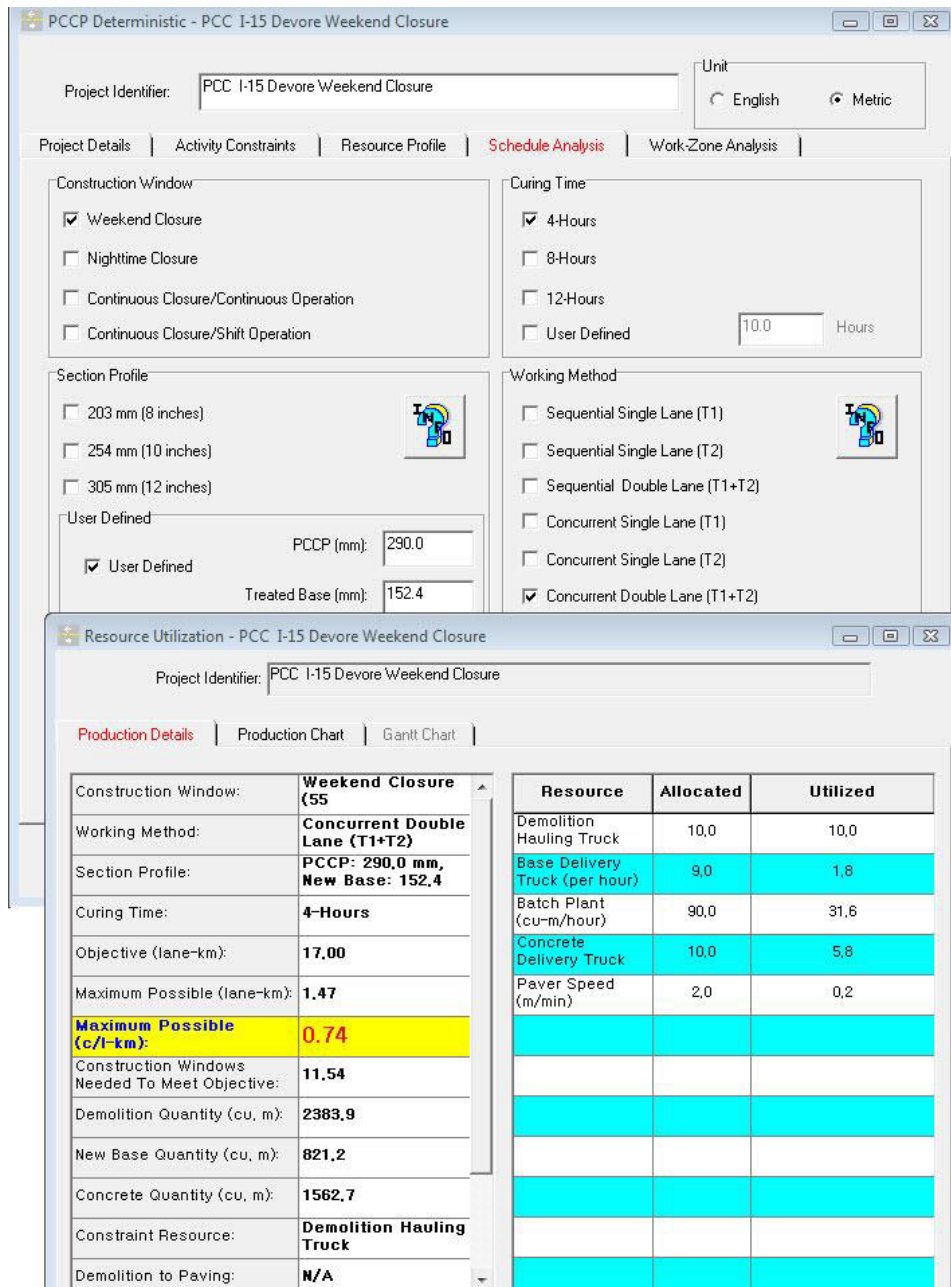 PCCP Deterministic - PCC I-15 Devore Weekend Closure
Unit
Project Identifier: PCC I-15 Devore Weekend Closure
English Metric
Project Details Activity Constraints Resource Profile Schedule Analysis Work-Zone Analysis
Construction Window
Weekend Closure
Nighttime Closure
Continuous Closure/Continuous Operation
Continuous Closure/Shift Operation
Curing Time
4-Hours
8-Hours
12-Hours
User Defined 10.0 Hours
Section Profile
INFO
203 mm (8 inches)
254 mm (10 inches)
305 mm (12 inches)
User Defined
PCCP (mm): 290.0
User Defined
Treated Base (mm): 152.4
Working Method
INFO
Sequential Single Lane (T1)
Sequential Single Lane (T2)
Sequential Double Lane (T1+T2)
Concurrent Single Lane (T1)
Concurrent Single Lane (T2)
Concurrent Double Lane (T1+T2)
Resource Utilization - PCC I-15 Devore Weekend Closure
Project Identifier: PCC I-15 Devore Weekend Closure
Production Details Production Chart Gantt Chart
Construction Window: Weekend Closure
(55
Working Method: Concurrent Double
Lane (T1+T2)
Section Profile: PCCP: 290,0 mm,
New Base: 152,4
Curing Time: 4-Hours
Objective (lane-km): 17,00
Maximum Possible (lane-km): 1,47
Maximum Possible
(c/l-km): 0.74
Construction Windows
Needed To Meet Objective: 11,54
Demolition Quantity (cu, m): 2383,9
New Base Quantity (cu, m): 821,2
Concrete Quantity (cu, m): 1562,7
Constraint Resource: Demolition Hauling
Truck
Demolition to Paving: N/A
Resource Allocated Utilized
Demolition
Hauling Truck 10,0 10,0
Base Delivery
Truck (per hour) 9,0 1,8
Batch Plant
(cu-m/hour) 90,0 31,6
Concrete
Delivery Truck 10,0 5,8
Paver Speed
(m/min) 2,0 0,2